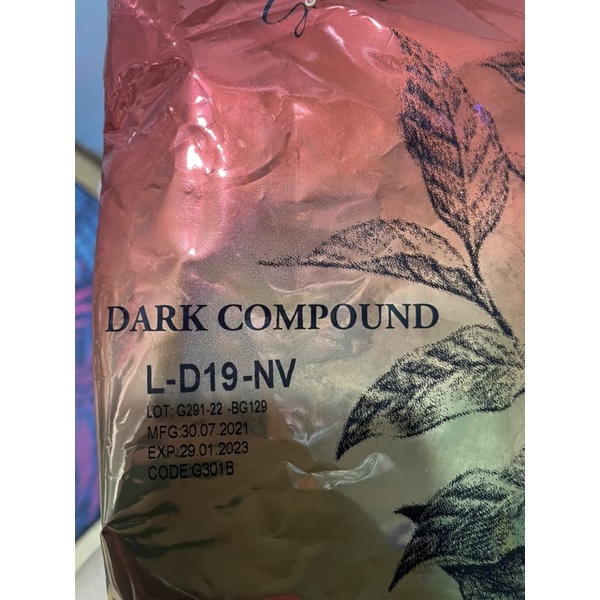 DARK COMPOUND
L-D19-NV
LOT: G291-22 -BG129
MFG:30.07.2021
EXP:29.01.2023
CODE:G301B